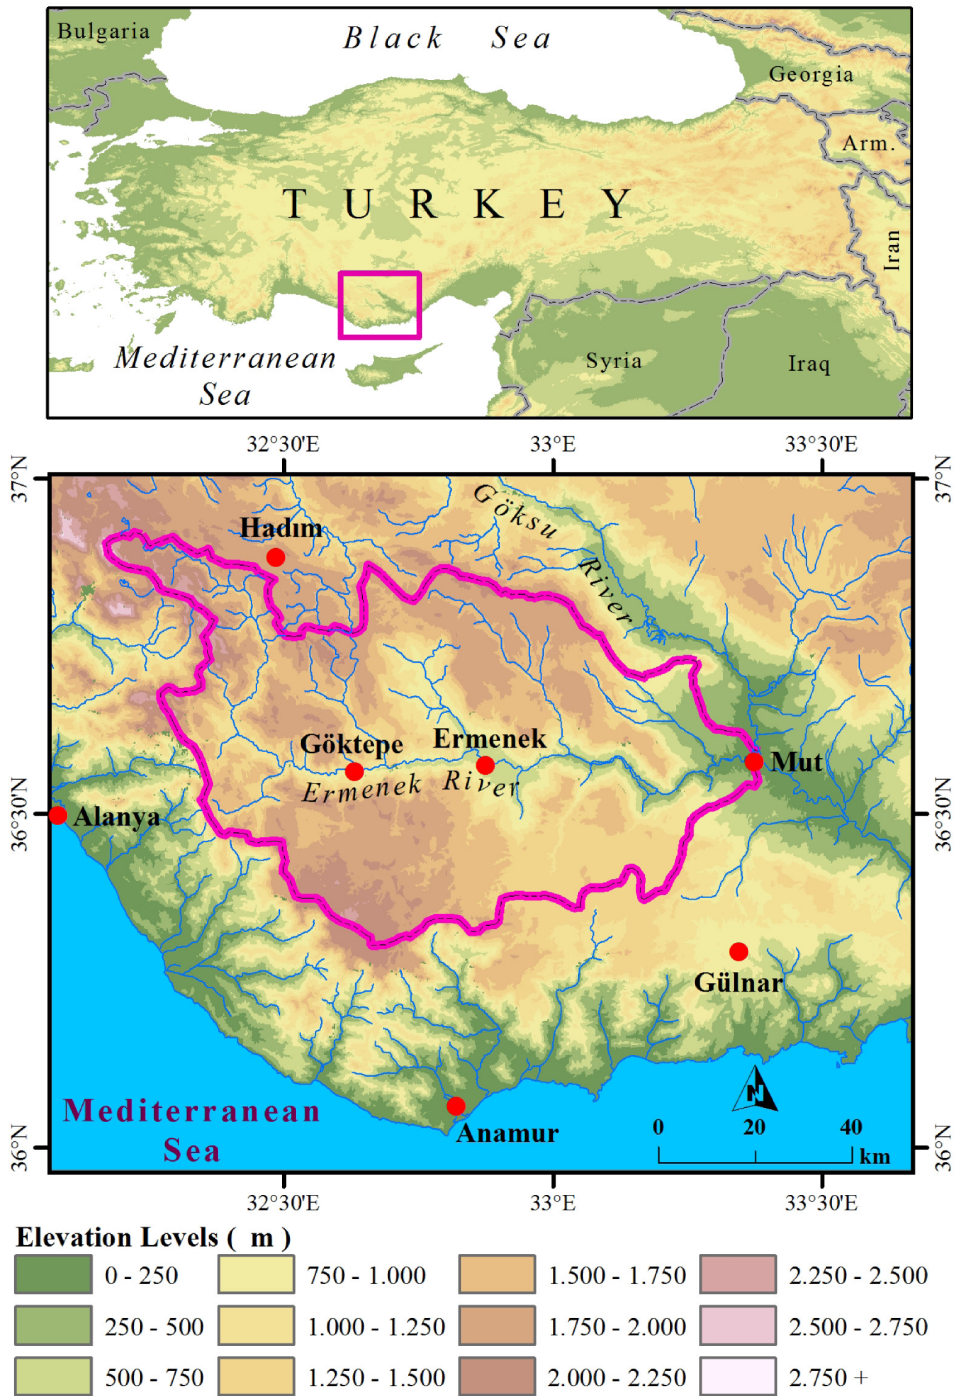 Bulgaria
Black Sea
Georgia
Arm.
TURKEY
Iran
Mediterranean
Sea
Syria
Iraq
32°30'E
33°E
33°30'E
37°N
37°N
Göksu
River
Hadım
Göktepe
Ermenek
Ermenek River
Mut
Alanya
36°30'N
36°30'N
Gülnar
Mediterranean
Sea
Anamur
N
0 20 40
km
36°N
36°N
32°30'E
33°E
33°30'E
Elevation Levels ( m )
0 - 250
750 - 1.000
1.500 - 1.750
2.250 - 2.500
250 - 500
1.000 - 1.250
1.750 - 2.000
2.500 - 2.750
500 - 750
1.250 - 1.500
2.000 - 2.250
2.750 +